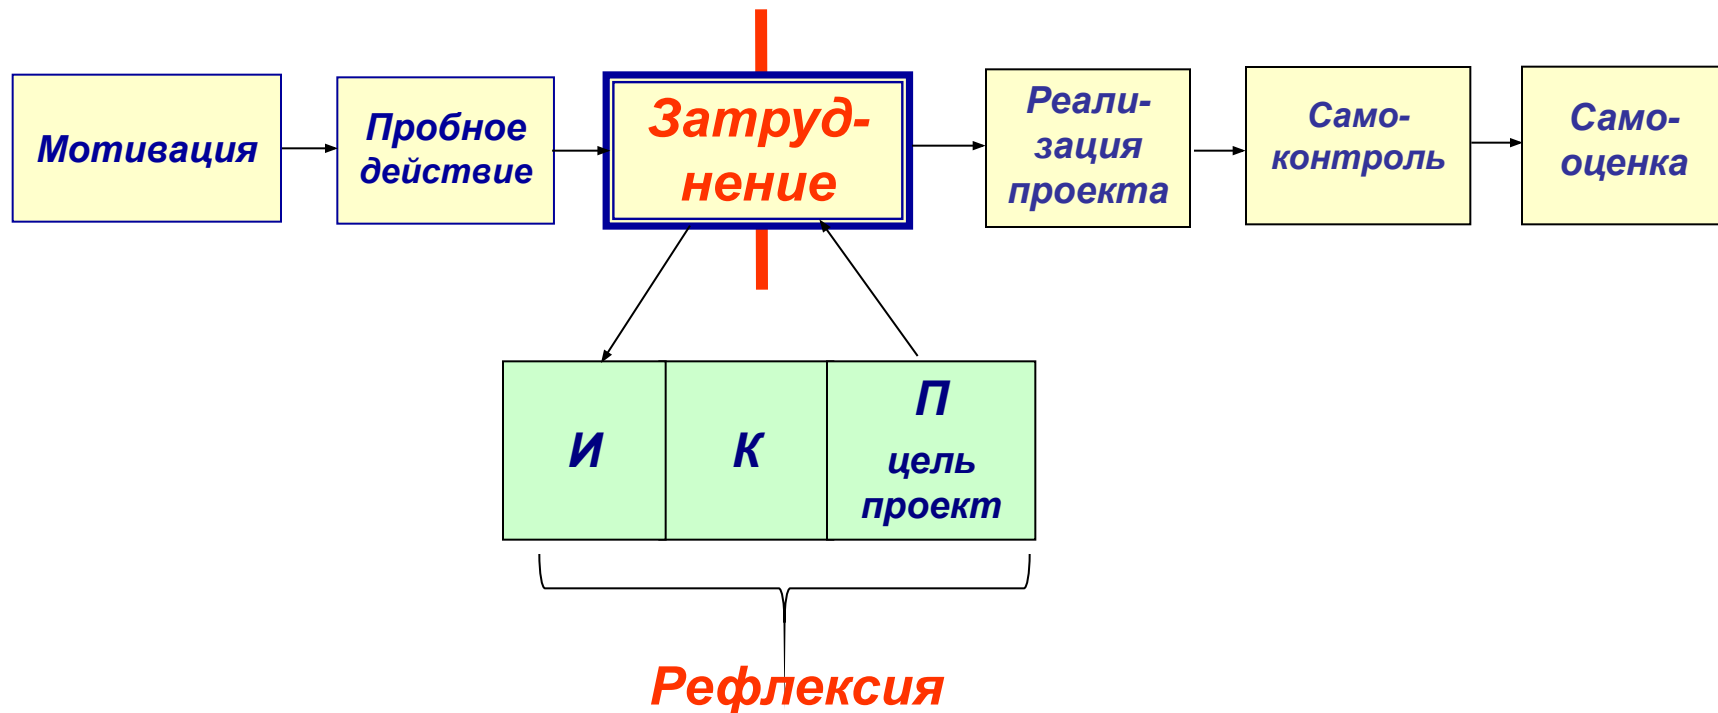 Мотивация
Пробное
действие
Затруд-
нение
Реали-
зация
проекта
Само-
контроль
Само-
оценка
И
К
П
цель
проект
Рефлексия